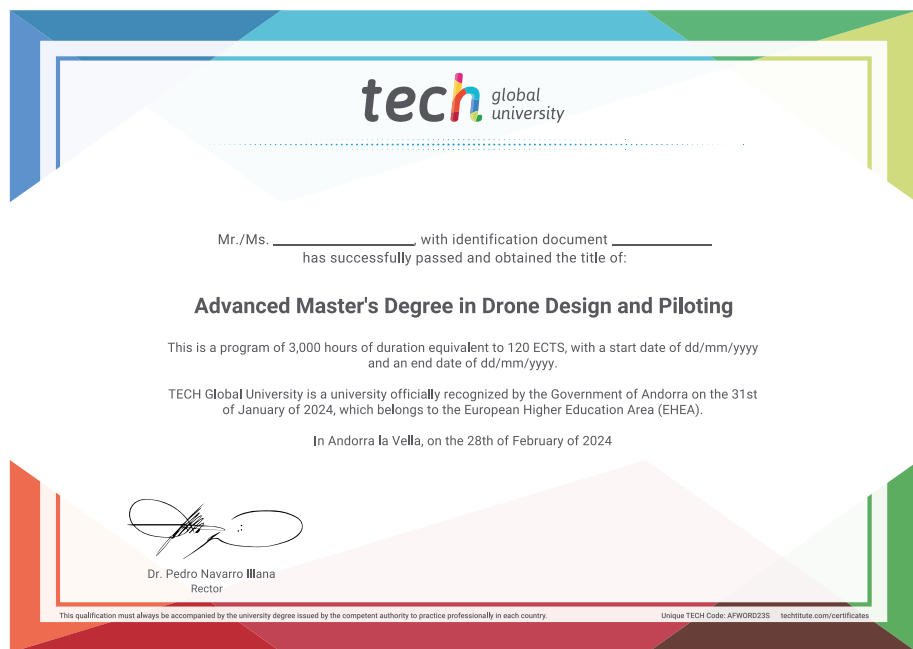 tech global university
Mr./Ms. ____________________, with identification document ______________
has successfully passed and obtained the title of:
Advanced Master's Degree in Drone Design and Piloting
This is a program of 3,000 hours of duration equivalent to 120 ECTS, with a start date of dd/mm/yyyy
and an end date of dd/mm/yyyy.
TECH Global University is a university officially recognized by the Government of Andorra on the 31st
of January of 2024, which belongs to the European Higher Education Area (EHEA).
In Andorra la Vella, on the 28th of February of 2024
Dr. Pedro Navarro Illana
Rector
This qualification must always be accompanied by the university degree issued by the competent authority to practice professionally in each country.
Unique TECH Code: AFWORD23S techtitute.com/certificates